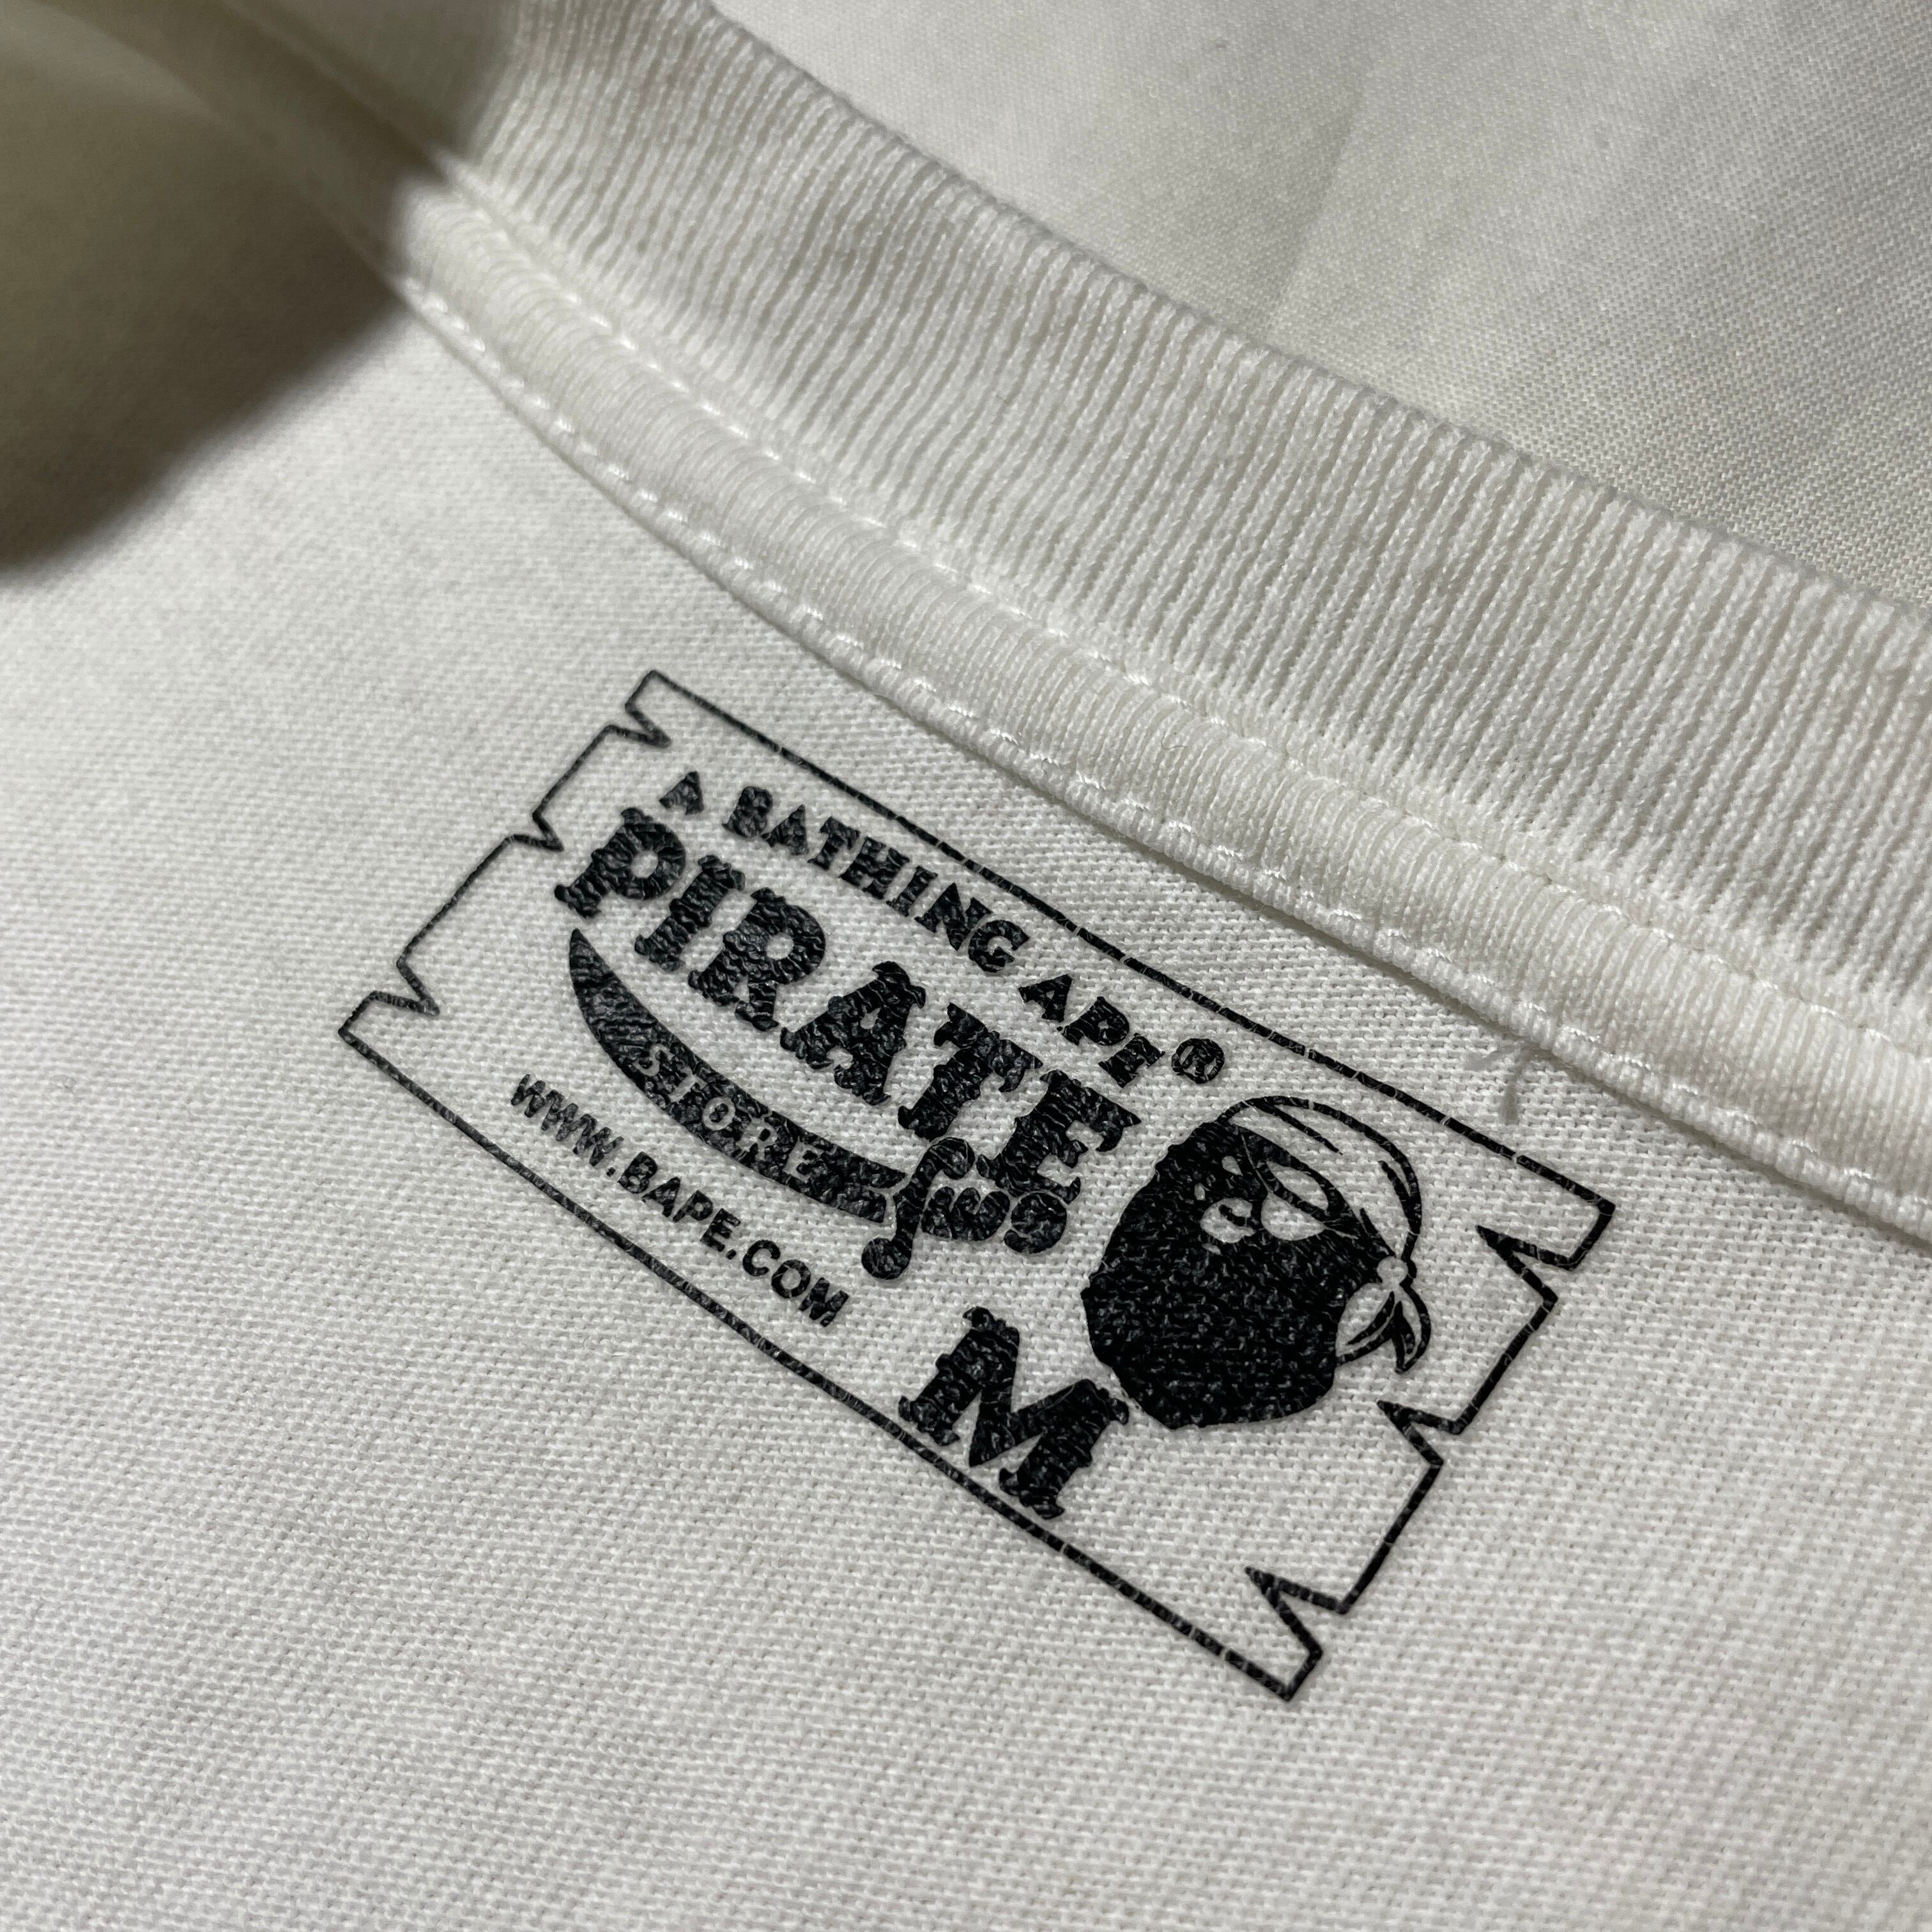 A BATHING APE®
PIRATE
STORE
WWW.BAPE.COM
M